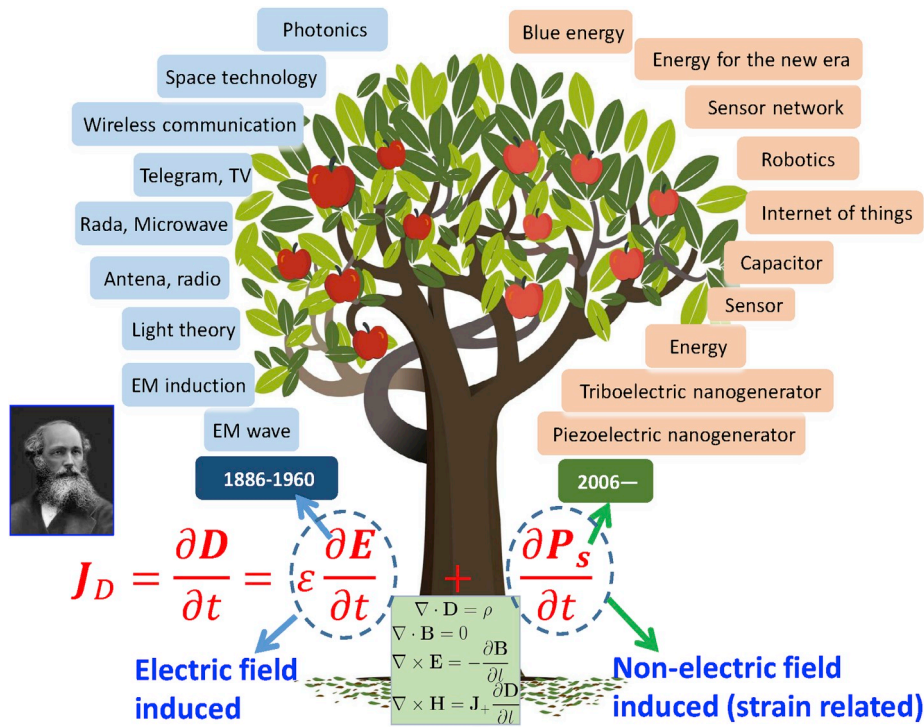 Photonics
Space technology
Wireless communication
Telegram, TV
Rada, Microwave
Antena, radio
Light theory
EM induction
EM wave
1886-1960
Blue energy
Energy for the new era
Sensor network
Robotics
Internet of things
Capacitor
Sensor
Energy
Triboelectric nanogenerator
Piezoelectric nanogenerator
2006—
J_D = ∂D/∂t = ε ∂E/∂t + ∂P_s/∂t
∇ · D = ρ
∇ · B = 0
∇ × E = −∂B/∂l
∇ × H = J + ∂D/∂l
Electric field
induced
Non-electric field
induced (strain related)